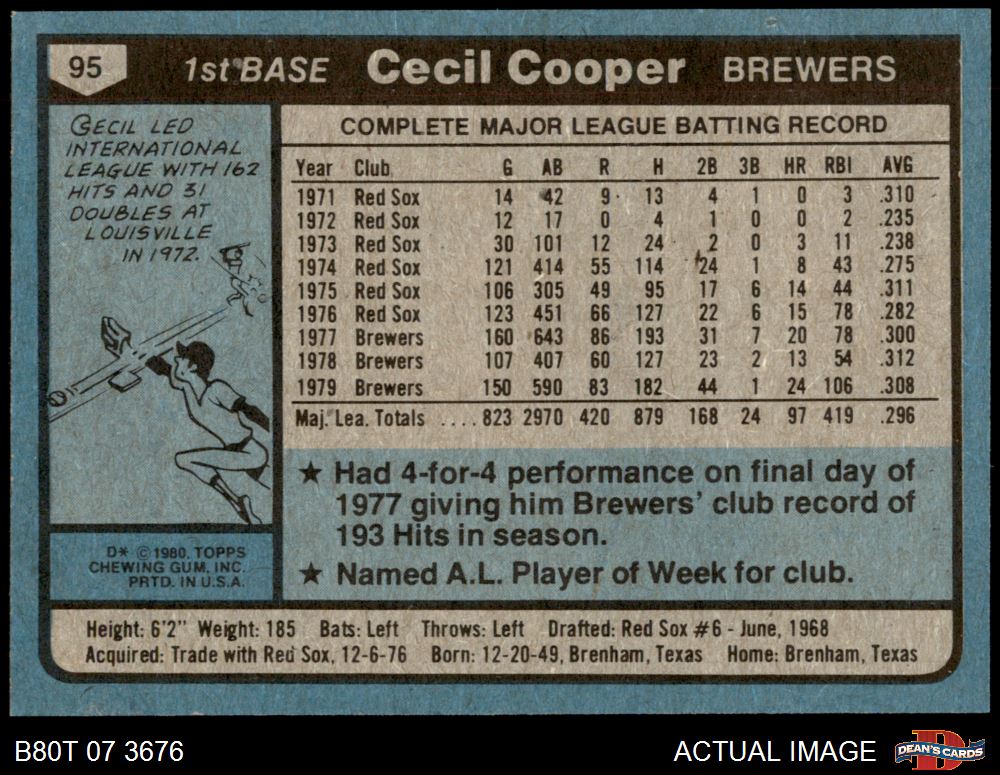 95 1st BASE Cecil Cooper BREWERS
CECIL LED
INTERNATIONAL
LEAGUE WITH 162
HITS AND 31
DOUBLES AT
LOUISVILLE
IN 1972.
COMPLETE MAJOR LEAGUE BATTING RECORD
Year Club G AB R H 2B 3B HR RBI AVG
1971 Red Sox 14 42 9 13 4 1 0 3 .310
1972 Red Sox 12 17 0 4 1 0 0 2 .235
1973 Red Sox 30 101 12 24 2 0 3 11 .238
1974 Red Sox 121 414 55 114 24 1 8 43 .275
1975 Red Sox 106 305 49 95 17 6 14 44 .311
1976 Red Sox 123 451 66 127 22 6 15 78 .282
1977 Brewers 160 643 86 193 31 7 20 78 .300
1978 Brewers 107 407 60 127 23 2 13 54 .312
1979 Brewers 150 590 83 182 44 1 24 106 .308
Maj. Lea. Totals .... 823 2970 420 879 168 24 97 419 .296
★ Had 4-for-4 performance on final day of
1977 giving him Brewers' club record of
193 Hits in season.
★ Named A.L. Player of Week for club.
D* © 1980, TOPPS
CHEWING GUM, INC.
PRTD. IN U.S.A.
Height: 6'2" Weight: 185 Bats: Left Throws: Left Drafted: Red Sox #6 - June, 1968
Acquired: Trade with Red Sox, 12-6-76 Born: 12-20-49, Brenham, Texas Home: Brenham, Texas
B80T 07 3676
ACTUAL IMAGE
DEAN'S CARDS